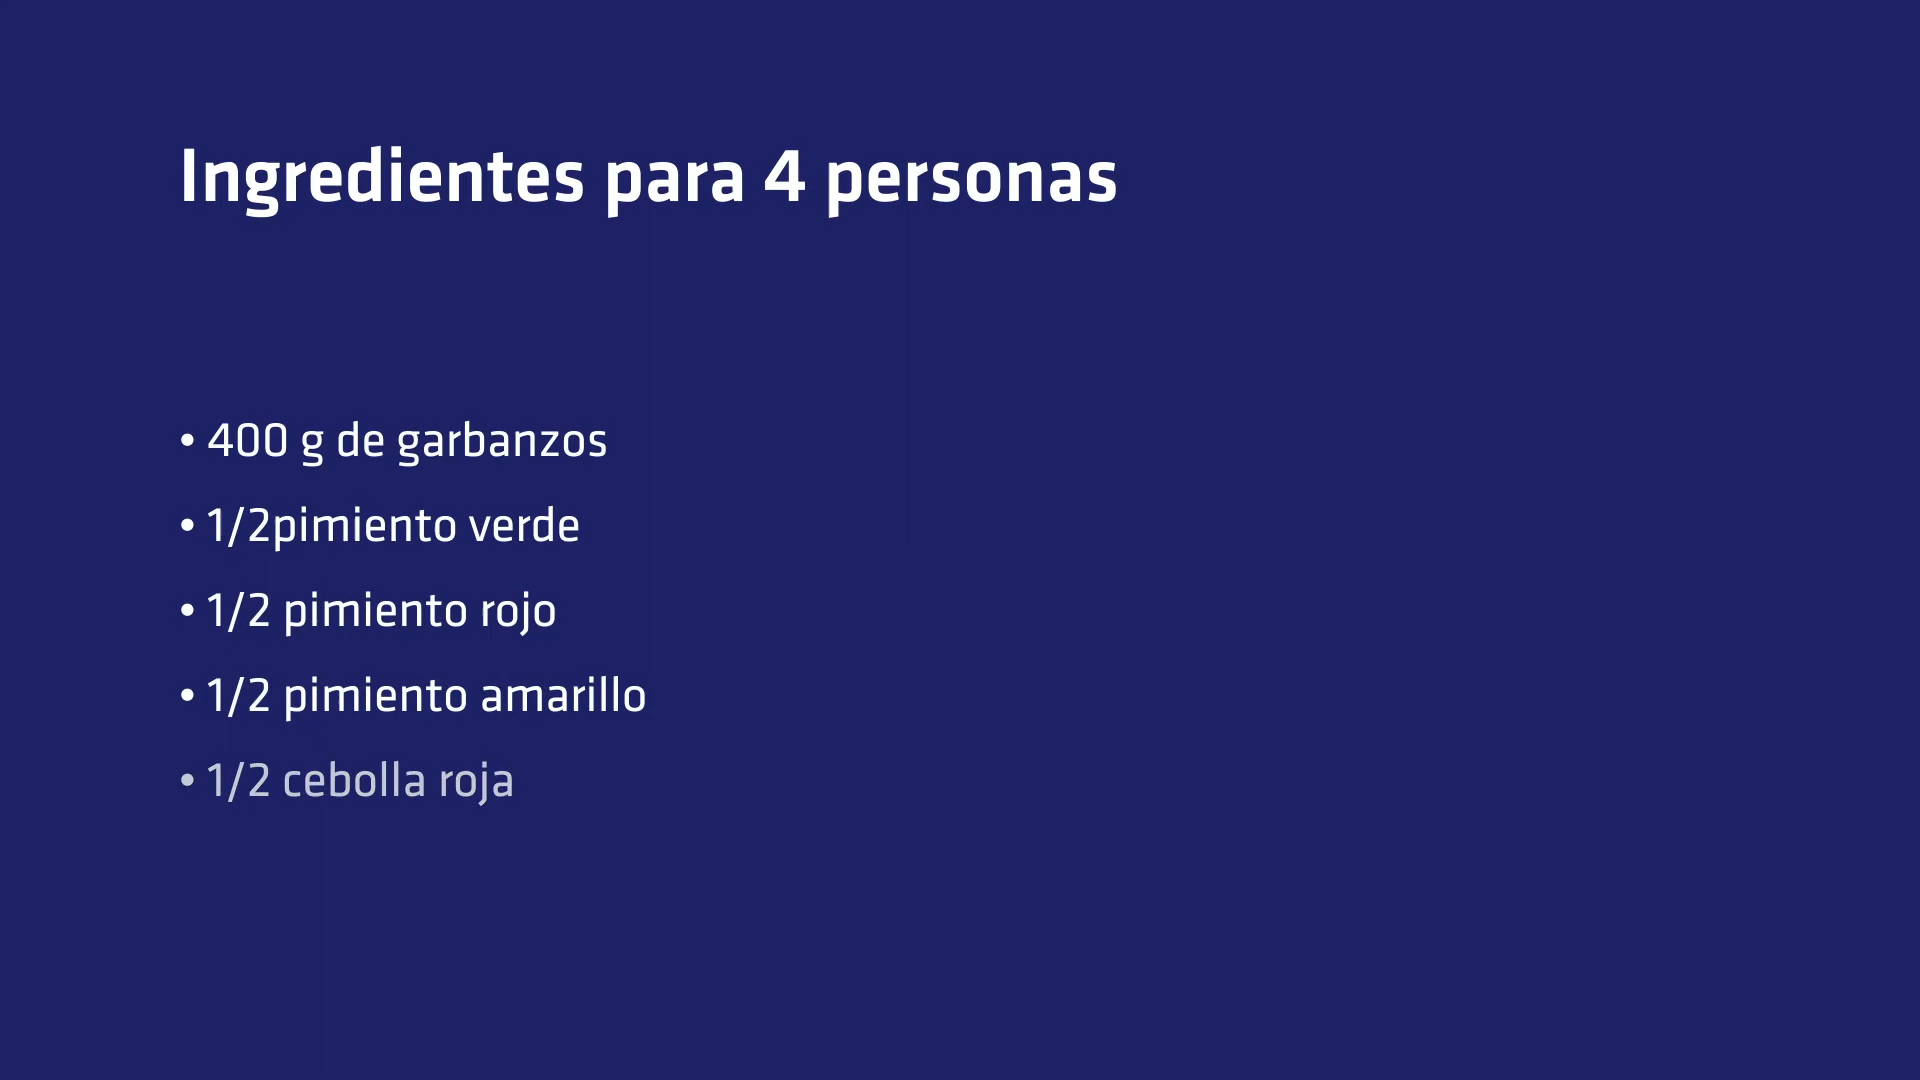 Ingredientes para 4 personas
• 400 g de garbanzos
• 1/2pimiento verde
• 1/2 pimiento rojo
• 1/2 pimiento amarillo
• 1/2 cebolla roja